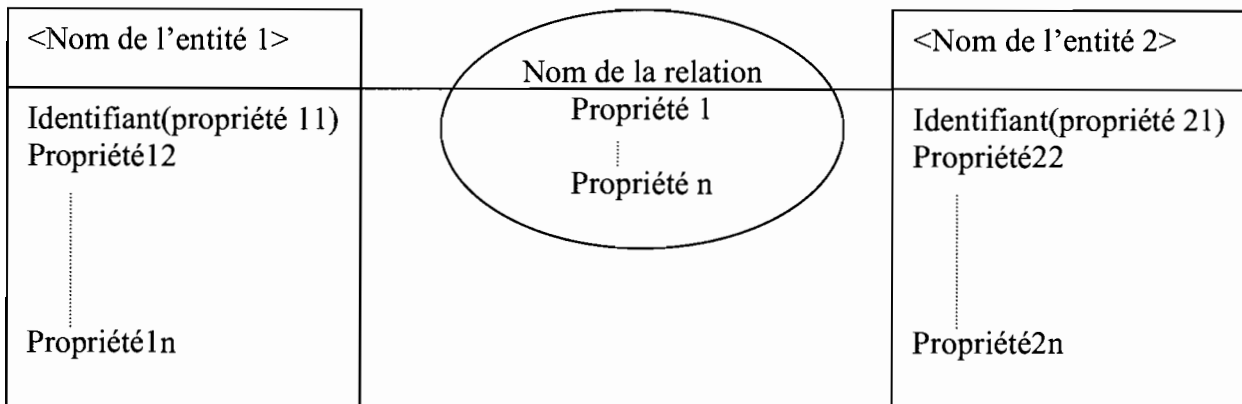 <Nom de l'entité 1>
Identifiant(propriété 11)
Propriété12
Propriété1n
Nom de la relation
Propriété 1
Propriété n
<Nom de l'entité 2>
Identifiant(propriété 21)
Propriété22
Propriété2n